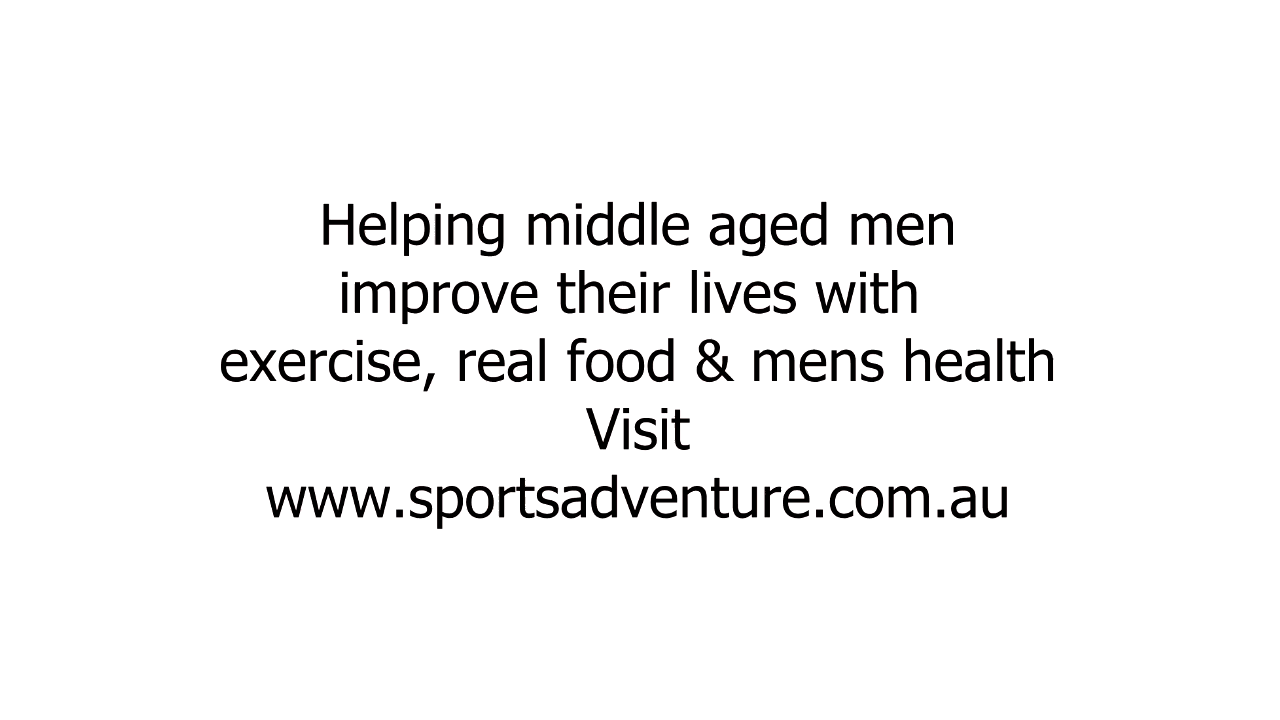 Helping middle aged men
improve their lives with
exercise, real food & mens health
Visit
www.sportsadventure.com.au